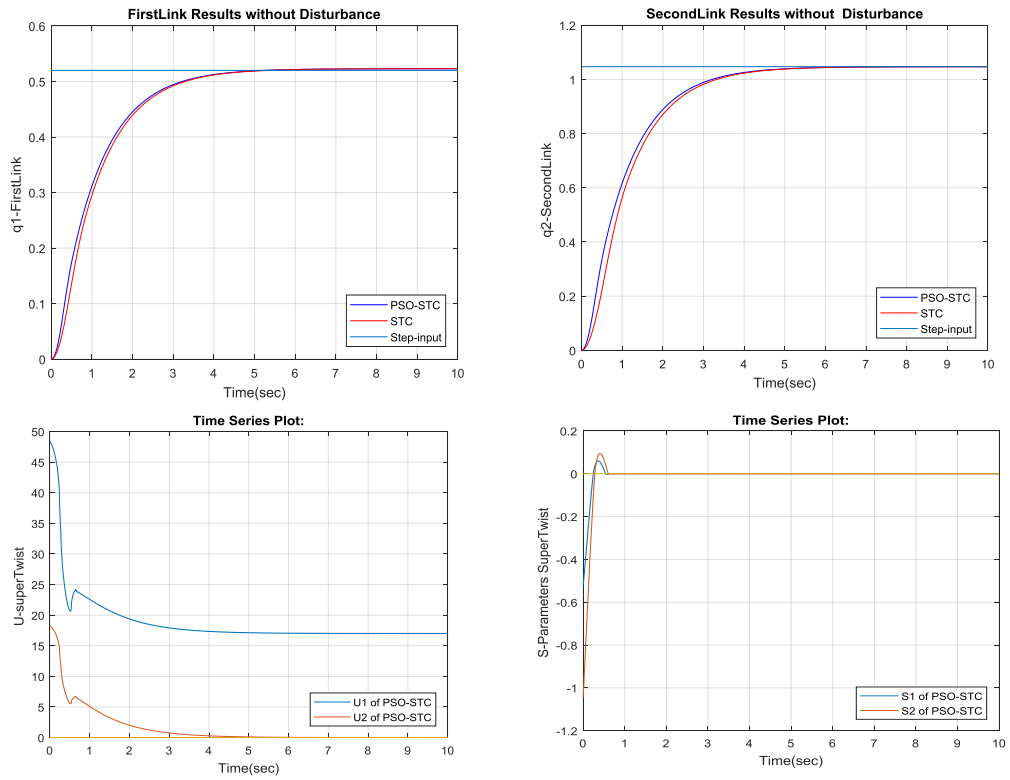 FirstLink Results without Disturbance
0.6
0.5
0.4
0.3
0.2
0.1
0
q1-FirstLink
PSO-STC
STC
Step-input
0 1 2 3 4 5 6 7 8 9 10
Time(sec)
SecondLink Results without  Disturbance
1.2
1
0.8
0.6
0.4
0.2
0
q2-SecondLink
PSO-STC
STC
Step-input
0 1 2 3 4 5 6 7 8 9 10
Time(sec)
Time Series Plot:
50
45
40
35
30
25
20
15
10
5
0
U-superTwist
U1 of PSO-STC
U2 of PSO-STC
0 1 2 3 4 5 6 7 8 9 10
Time(sec)
Time Series Plot:
0.2
0
-0.2
-0.4
-0.6
-0.8
-1
-1.2
S-Parameters SuperTwist
S1 of PSO-STC
S2 of PSO-STC
0 1 2 3 4 5 6 7 8 9 10
Time(sec)